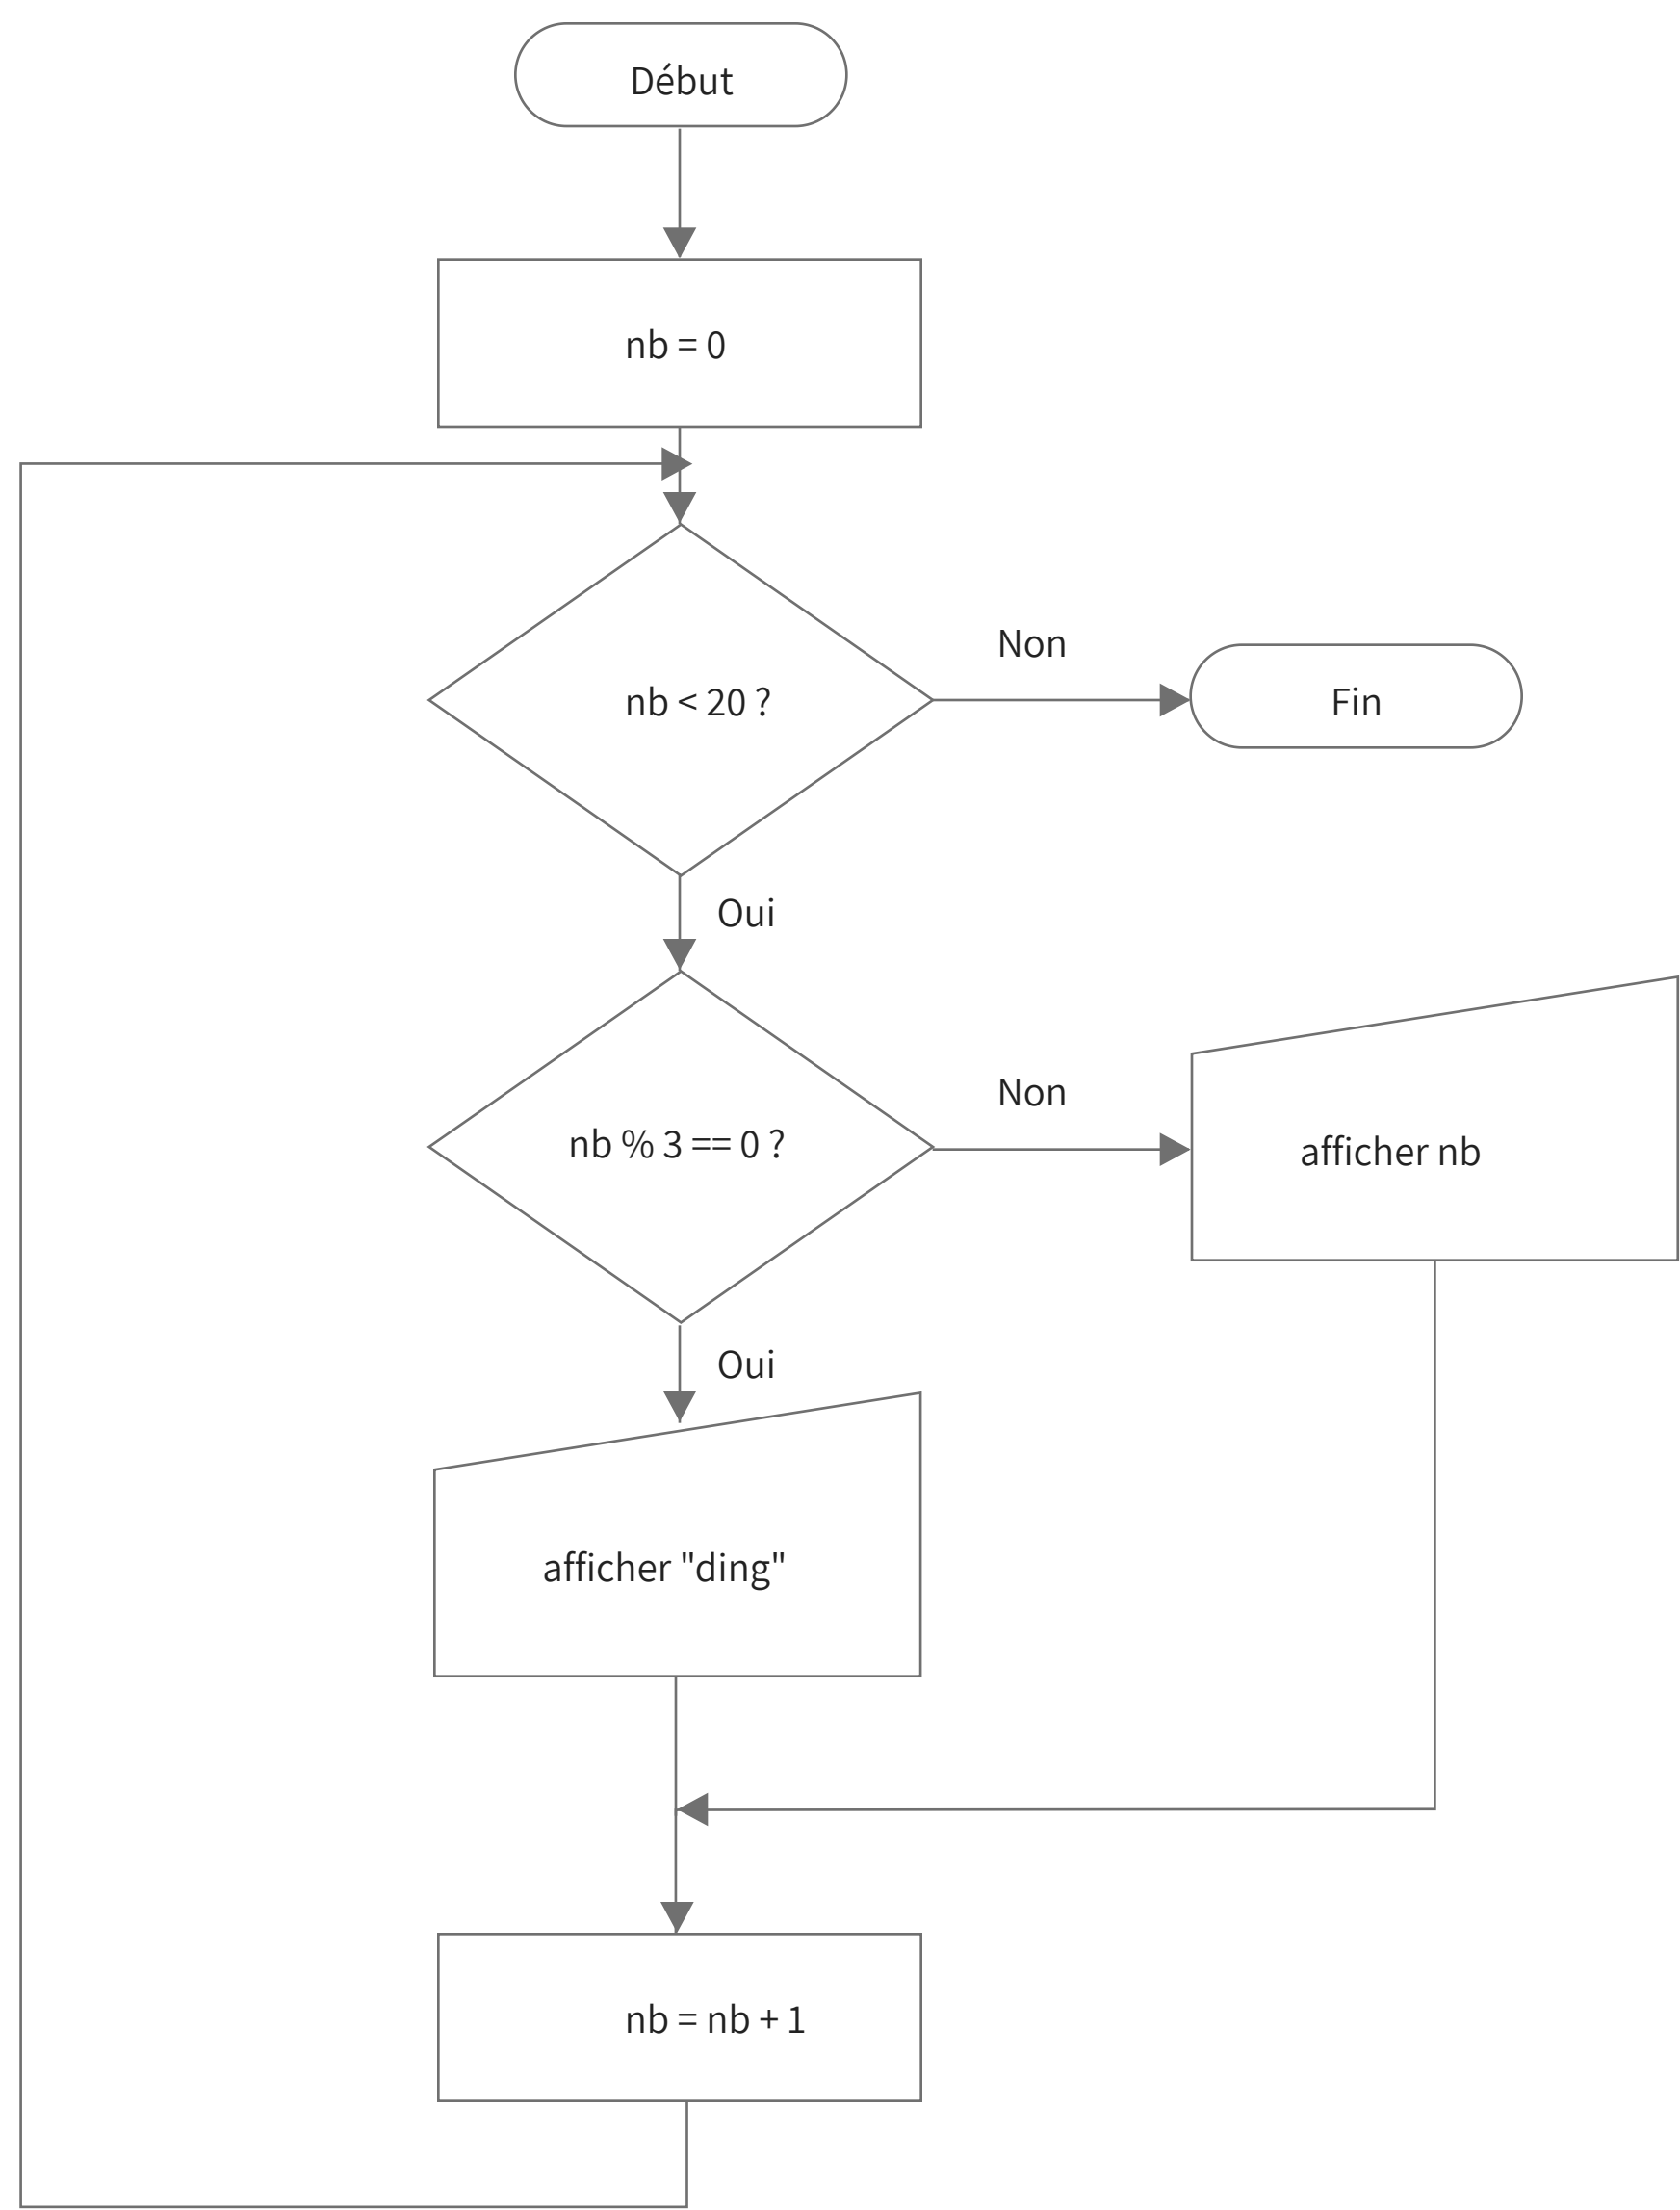 Début
nb = 0
nb < 20 ?
Non
Fin
Oui
nb % 3 == 0 ?
Non
afficher nb
Oui
afficher "ding"
nb = nb + 1